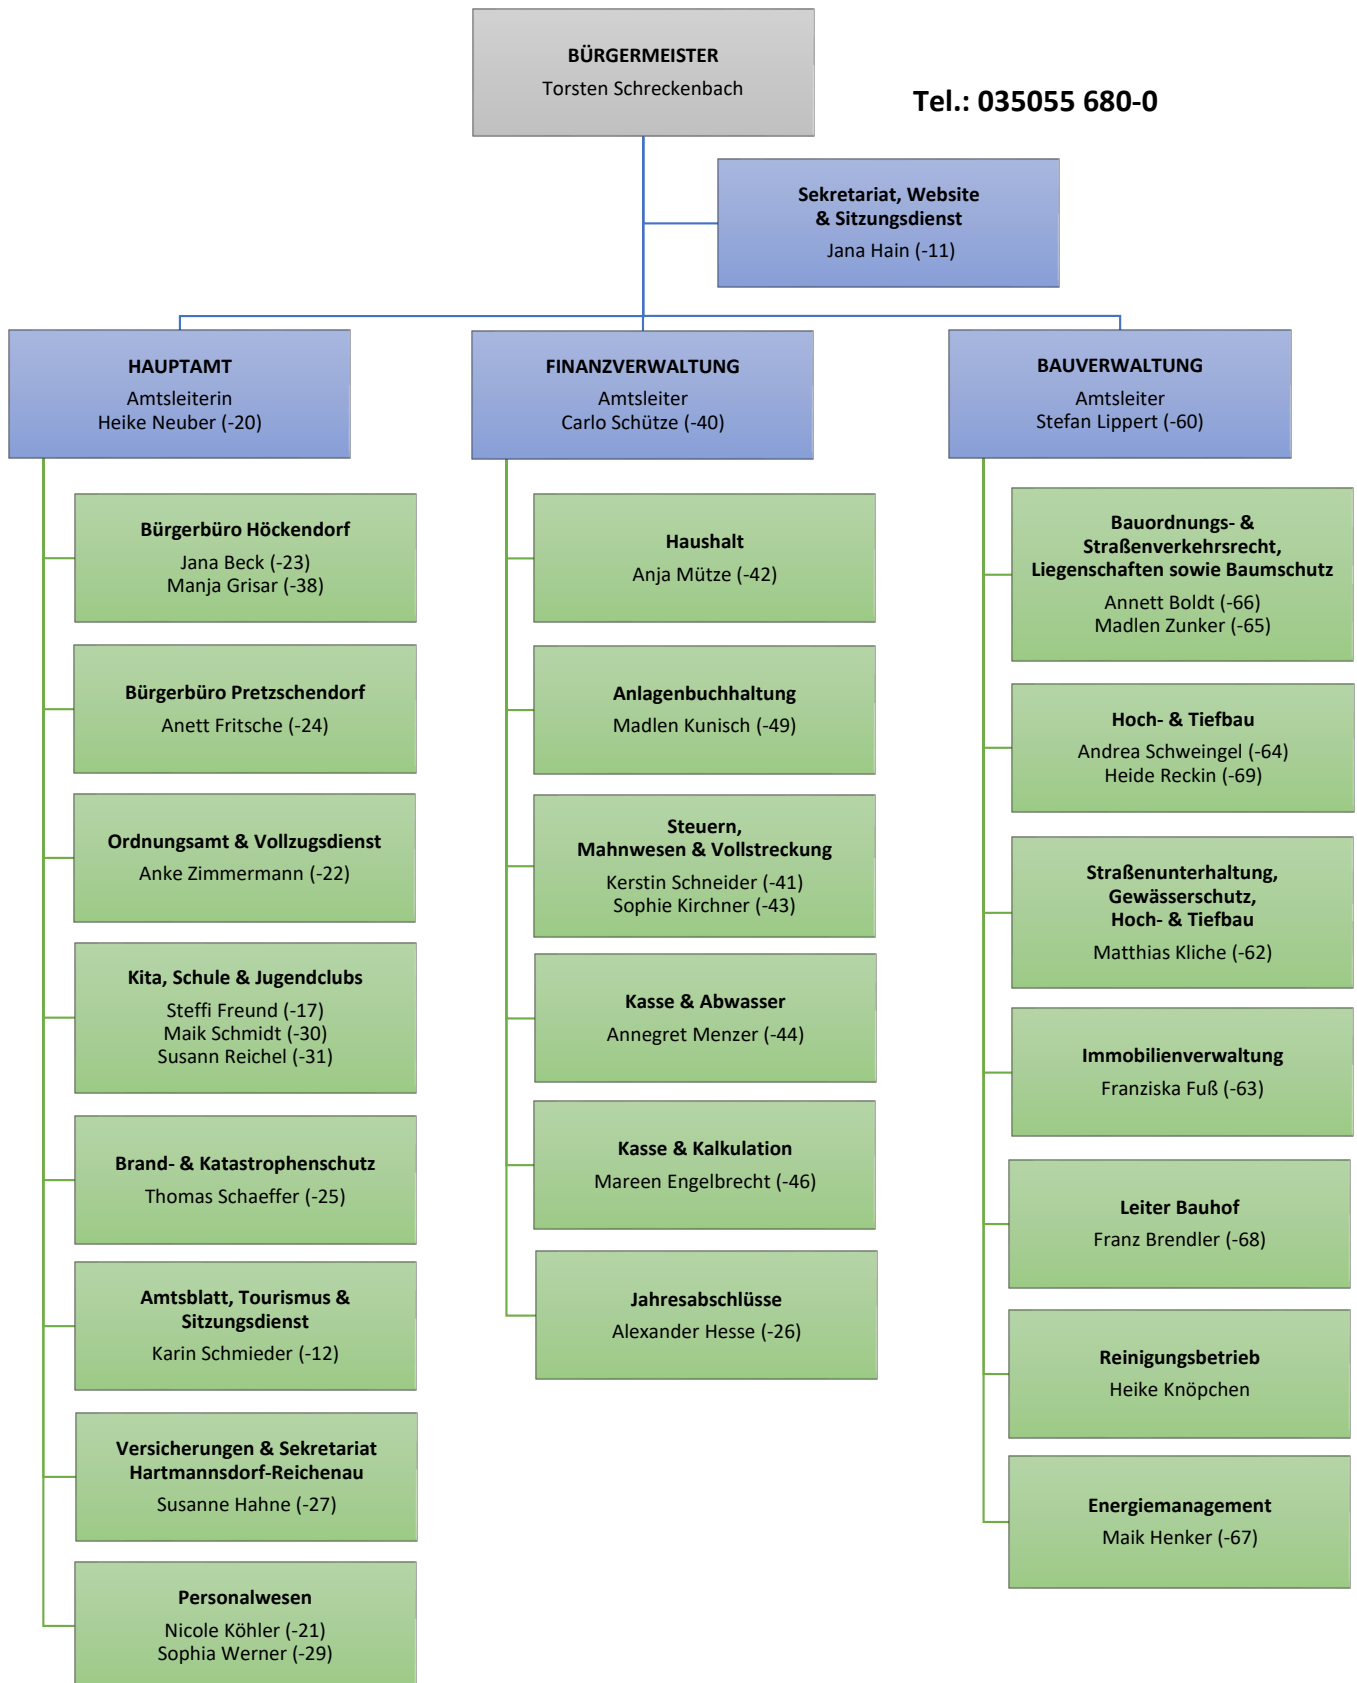 BÜRGERMEISTER
Torsten Schreckenbach
Tel.: 035055 680-0
Sekretariat, Website
& Sitzungsdienst
Jana Hain (-11)
HAUPTAMT
Amtsleiterin
Heike Neuber (-20)
Bürgerbüro Höckendorf
Jana Beck (-23)
Manja Grisar (-38)
Bürgerbüro Pretzschendorf
Anett Fritsche (-24)
Ordnungsamt & Vollzugsdienst
Anke Zimmermann (-22)
Kita, Schule & Jugendclubs
Steffi Freund (-17)
Maik Schmidt (-30)
Susann Reichel (-31)
Brand- & Katastrophenschutz
Thomas Schaeffer (-25)
Amtsblatt, Tourismus &
Sitzungsdienst
Karin Schmieder (-12)
Versicherungen & Sekretariat
Hartmannsdorf-Reichenau
Susanne Hahne (-27)
Personalwesen
Nicole Köhler (-21)
Sophia Werner (-29)
FINANZVERWALTUNG
Amtsleiter
Carlo Schütze (-40)
Haushalt
Anja Mütze (-42)
Anlagenbuchhaltung
Madlen Kunisch (-49)
Steuern,
Mahnwesen & Vollstreckung
Kerstin Schneider (-41)
Sophie Kirchner (-43)
Kasse & Abwasser
Annegret Menzer (-44)
Kasse & Kalkulation
Mareen Engelbrecht (-46)
Jahresabschlüsse
Alexander Hesse (-26)
BAUVERWALTUNG
Amtsleiter
Stefan Lippert (-60)
Bauordnungs- &
Straßenverkehrsrecht,
Liegenschaften sowie Baumschutz
Annett Boldt (-66)
Madlen Zunker (-65)
Hoch- & Tiefbau
Andrea Schweingel (-64)
Heide Reckin (-69)
Straßenunterhaltung,
Gewässerschutz,
Hoch- & Tiefbau
Matthias Kliche (-62)
Immobilienverwaltung
Franziska Fuß (-63)
Leiter Bauhof
Franz Brendler (-68)
Reinigungsbetrieb
Heike Knöpchen
Energiemanagement
Maik Henker (-67)